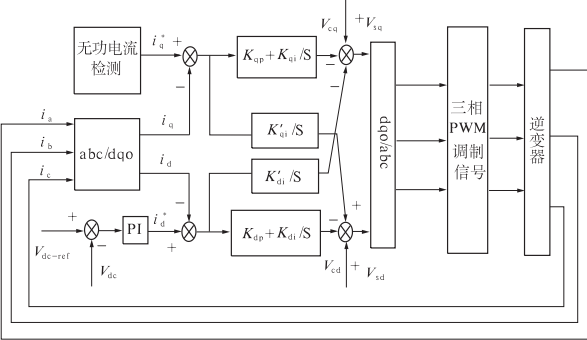 V_cq
+V_sq
无功电流
检测
i_q^*
+
−
K_qp+K_qi/S
−
−
i_a
i_b
i_c
abc/dqo
i_q
i_d
K′_qi/S
K′_di/S
dqo/abc
三相
PWM
调制
信号
逆变器
+
−
V_dc−ref
V_dc
PI
i_d^*
−
+
K_dp+K_di/S
−
+
V_cd
+
V_sd